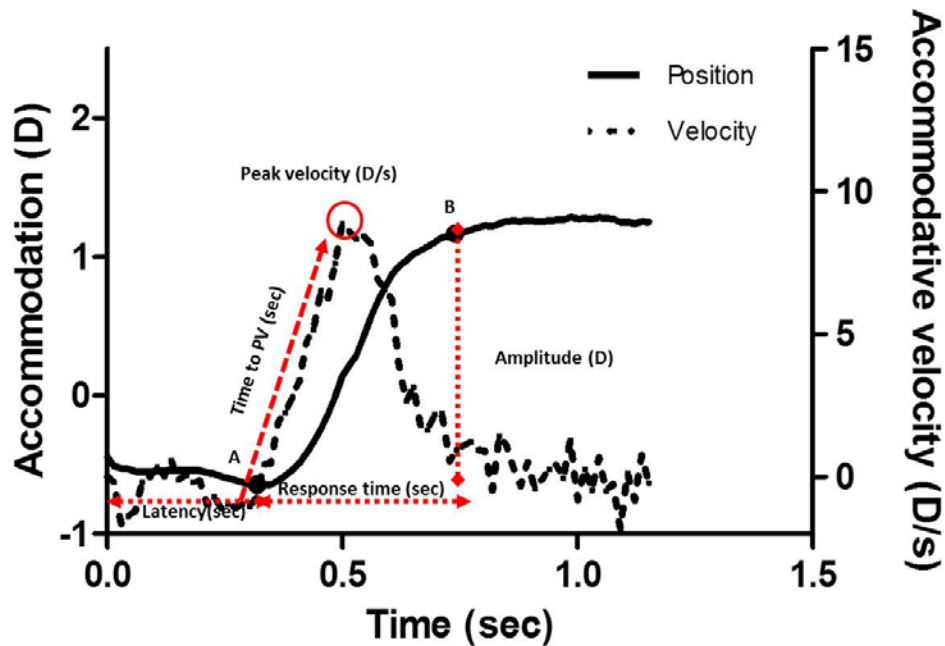 Accommodation (D)
2
1
0
-1
Position
Velocity
Peak velocity (D/s)
B
Time to PV (sec)
Amplitude (D)
A
Response time (sec)
Latency(sec)
0.0
0.5
1.0
1.5
Time (sec)
15
10
5
0
Accommodative velocity (D/s)